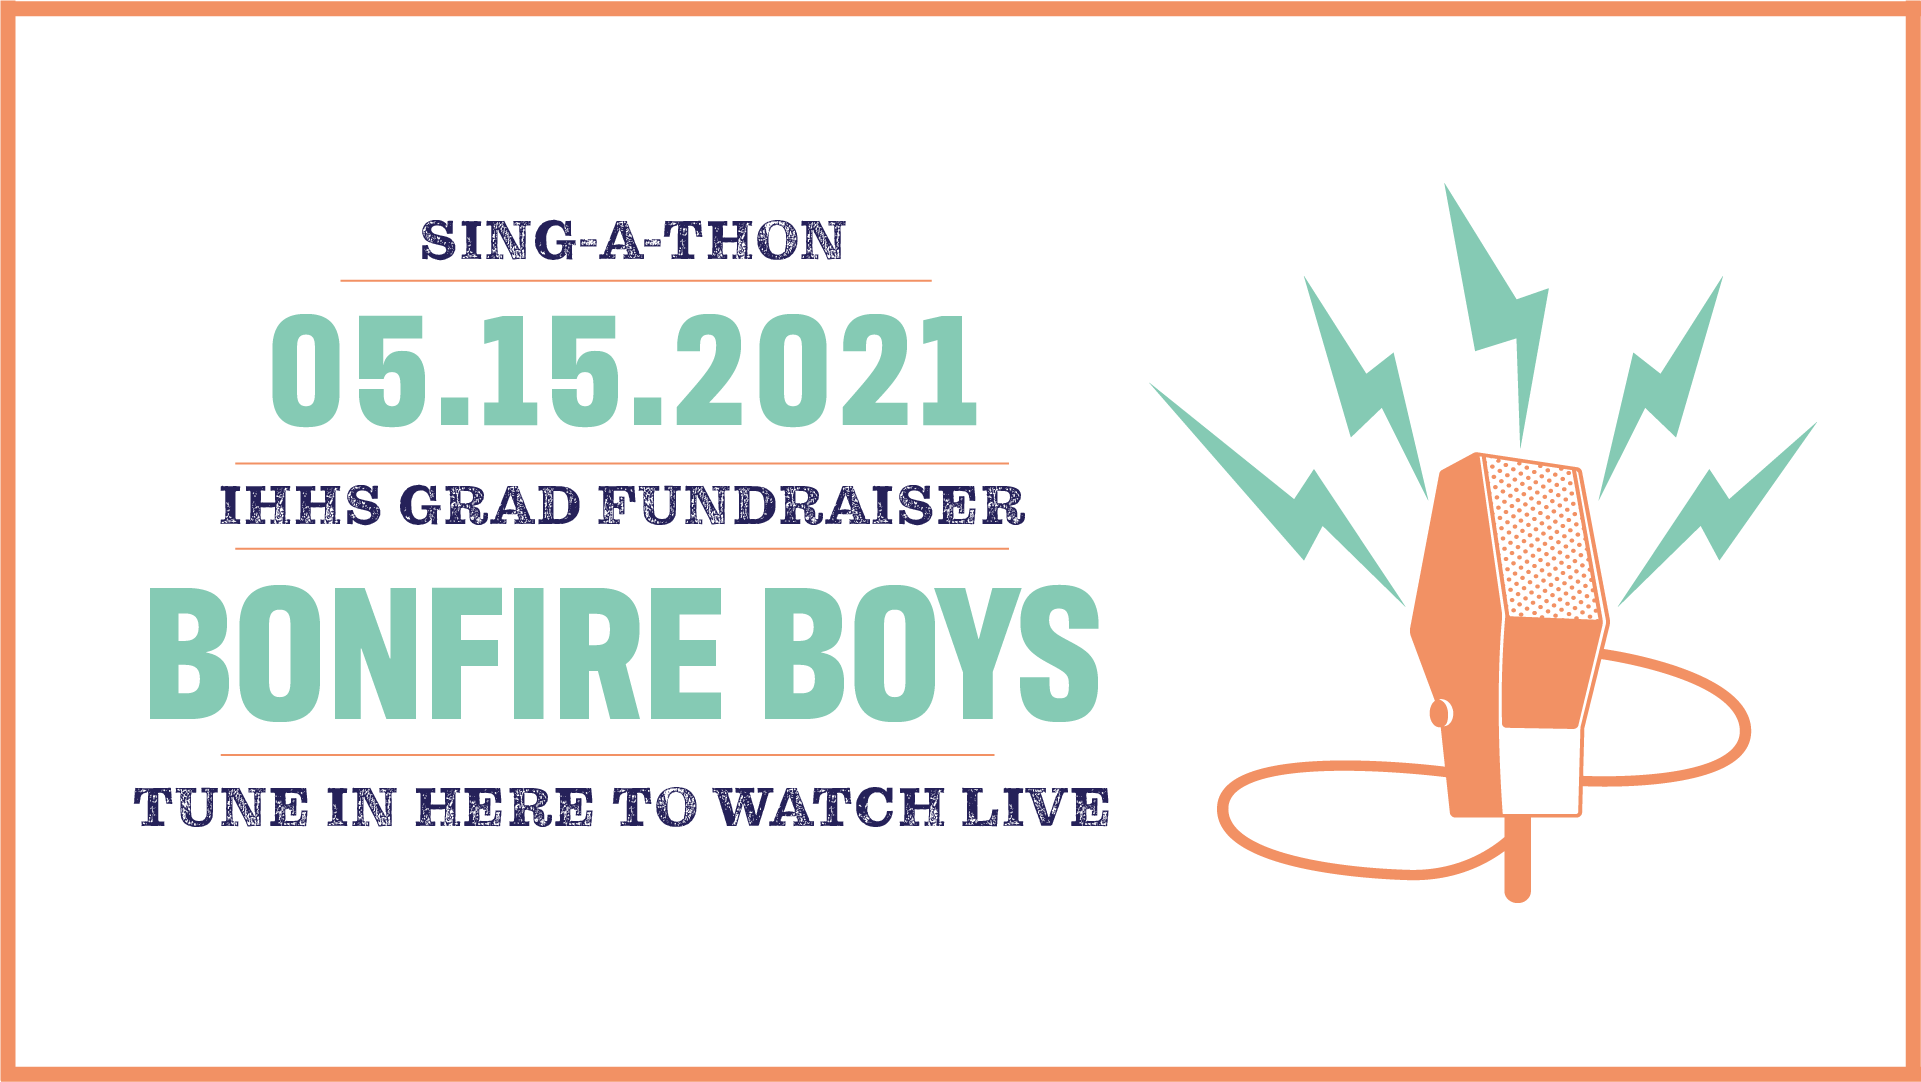 SING-A-THON
05.15.2021
IHHS GRAD FUNDRAISER
BONFIRE BOYS
TUNE IN HERE TO WATCH LIVE